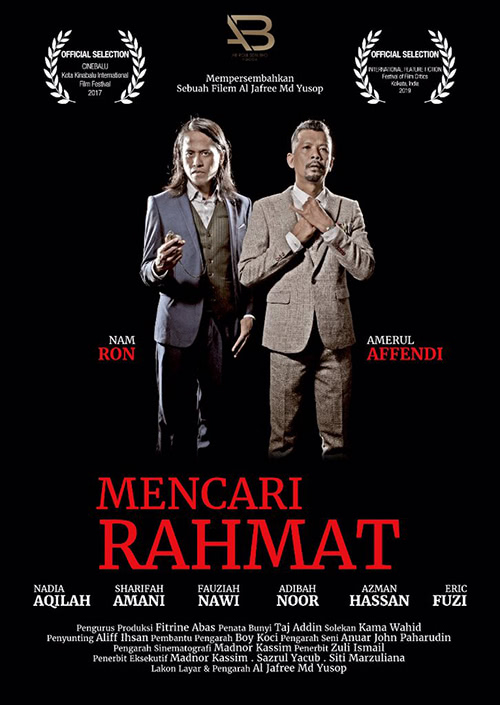 AB
OFFICIAL SELECTION
CINEBALU
Kota Kinabalu International
Film Festival
2017
Mempersembahkan
Sebuah Filem Al Jafree Md Yusop
OFFICIAL SELECTION
INTERNATIONAL FEATURE FICTION
Festival of Film Critics
Kolkata, India
2019
NAM
RON
AMERUL
AFFENDI
MENCARI
RAHMAT
NADIA
AQILAH
SHARIFAH
AMANI
FAUZIAH
NAWI
ADIBAH
NOOR
AZMAN
HASSAN
ERIC
FUZI
Pengurus Produksi Fitrine Abas Penata Bunyi Taj Addin Solekan Kama Wahid
Penyunting Aliff Ihsan Pembantu Pengarah Boy Koci Pengarah Seni Anuar John Paharudin
Pengarah Sinematografi Madnor Kassim Penerbit Zuli Ismail
Penerbit Eksekutif Madnor Kassim . Sazrul Yacub . Siti Marzuliana
Lakon Layar & Pengarah Al Jafree Md Yusop